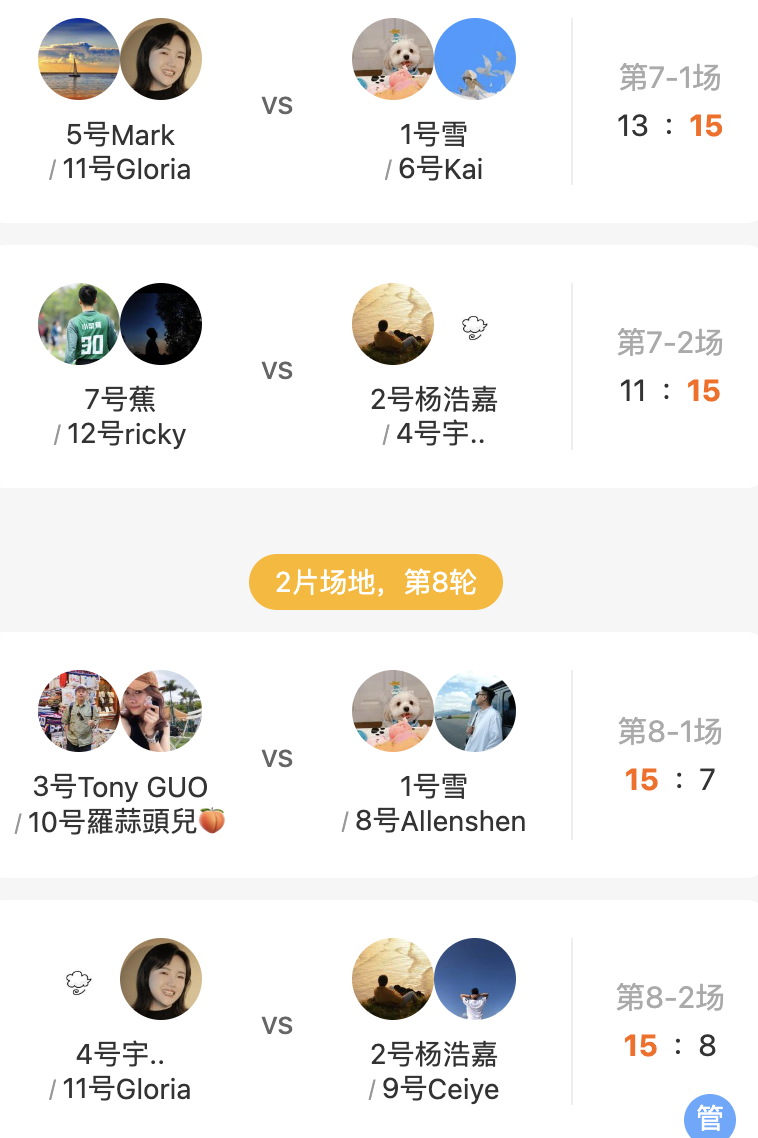 5号Mark
/ 11号Gloria
VS
1号雪
/ 6号Kai
第7-1场
13 : 15
小菜鸡
30
7号蕉
/ 12号ricky
VS
2号杨浩嘉
/ 4号宇..
第7-2场
11 : 15
2片场地，第8轮
3号Tony GUO
/ 10号羅蒜頭兒🍑
VS
1号雪
/ 8号Allenshen
第8-1场
15 : 7
4号宇..
/ 11号Gloria
VS
2号杨浩嘉
/ 9号Ceiye
第8-2场
15 : 8
管